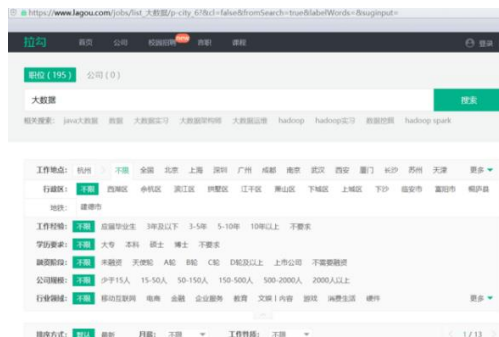 https://www.lagou.com/jobs/list_大数据/p-city_6?&cl=false&fromSearch=true&labelWords=&suginput=
拉勾 首页 公司 校园招聘 言职 课程 登录
职位 ( 195 ) 公司 ( 0 )
大数据 搜索
相关搜索: java大数据 数据 大数据实习 大数据架构师 大数据运维 hadoop hadoop实习 数据挖掘 hadoop spark
工作地点: 杭州 不限 全国 北京 上海 深圳 广州 成都 南京 武汉 西安 厦门 长沙 苏州 天津 更多
行政区: 不限 西湖区 余杭区 滨江区 拱墅区 江干区 萧山区 下城区 上城区 下沙 临安市 富阳市 桐庐县
建德市
工作经验: 不限 应届毕业生 3年及以下 3-5年 5-10年 10年以上 不要求
学历要求: 不限 大专 本科 硕士 博士 不要求
融资阶段: 不限 未融资 天使轮 A轮 B轮 C轮 D轮及以上 上市公司 不需要融资
公司规模: 不限 少于15人 15-50人 50-150人 150-500人 500-2000人 2000人以上
行业领域: 不限 移动互联网 电商 金融 企业服务 教育 文娱 | 内容 游戏 消费生活 硬件 更多
排序方式: 默认 最新 月薪: 不限 工作性质: 不限 1 / 13